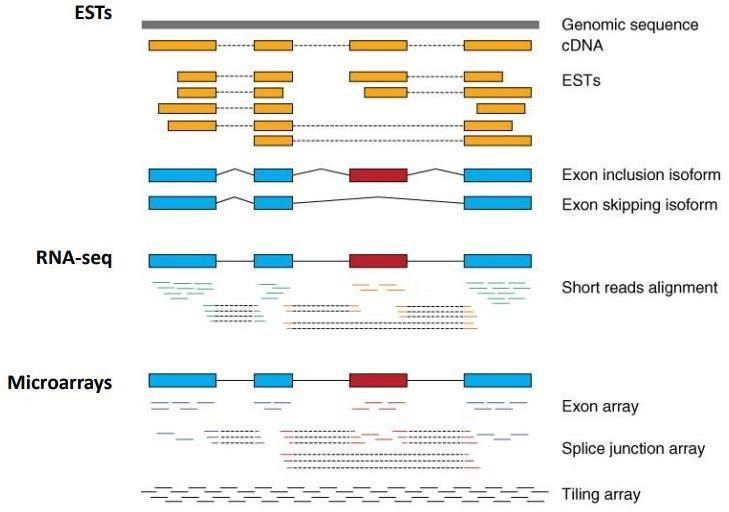 ESTs
Genomic sequence
cDNA
ESTs
Exon inclusion isoform
Exon skipping isoform
RNA-seq
Short reads alignment
Microarrays
Exon array
Splice junction array
Tiling array